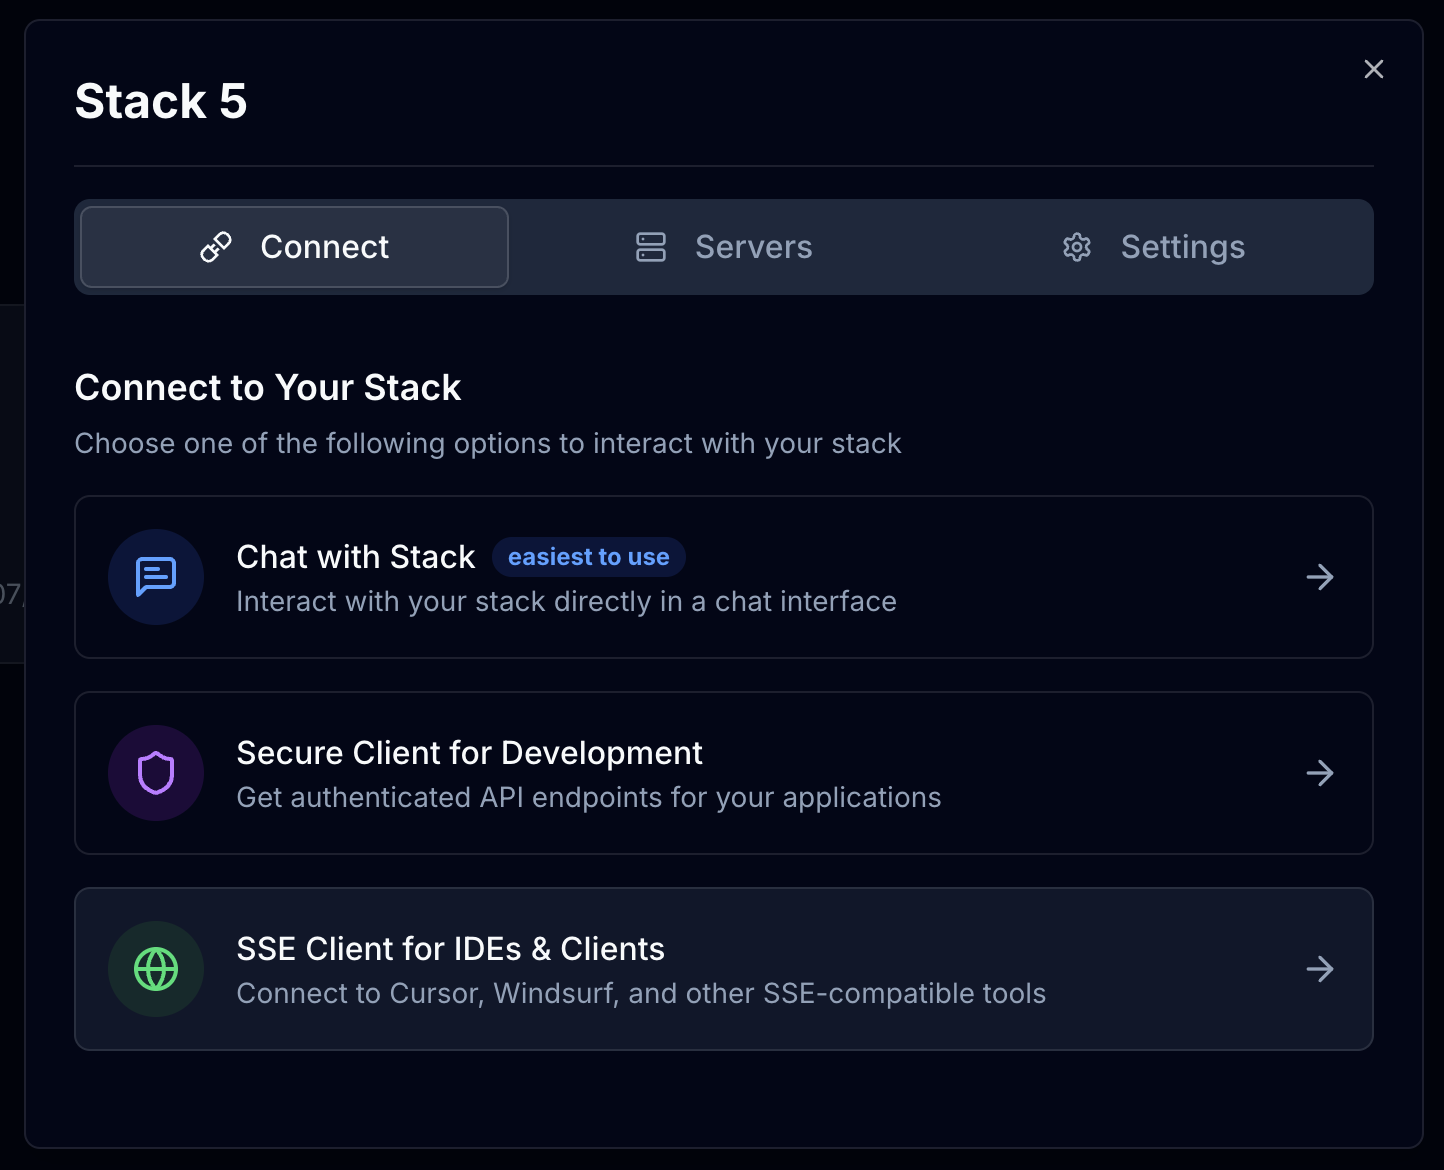 Stack 5
Connect
Servers
Settings
Connect to Your Stack
Choose one of the following options to interact with your stack
07,
Chat with Stack easiest to use
Interact with your stack directly in a chat interface
Secure Client for Development
Get authenticated API endpoints for your applications
SSE Client for IDEs & Clients
Connect to Cursor, Windsurf, and other SSE-compatible tools